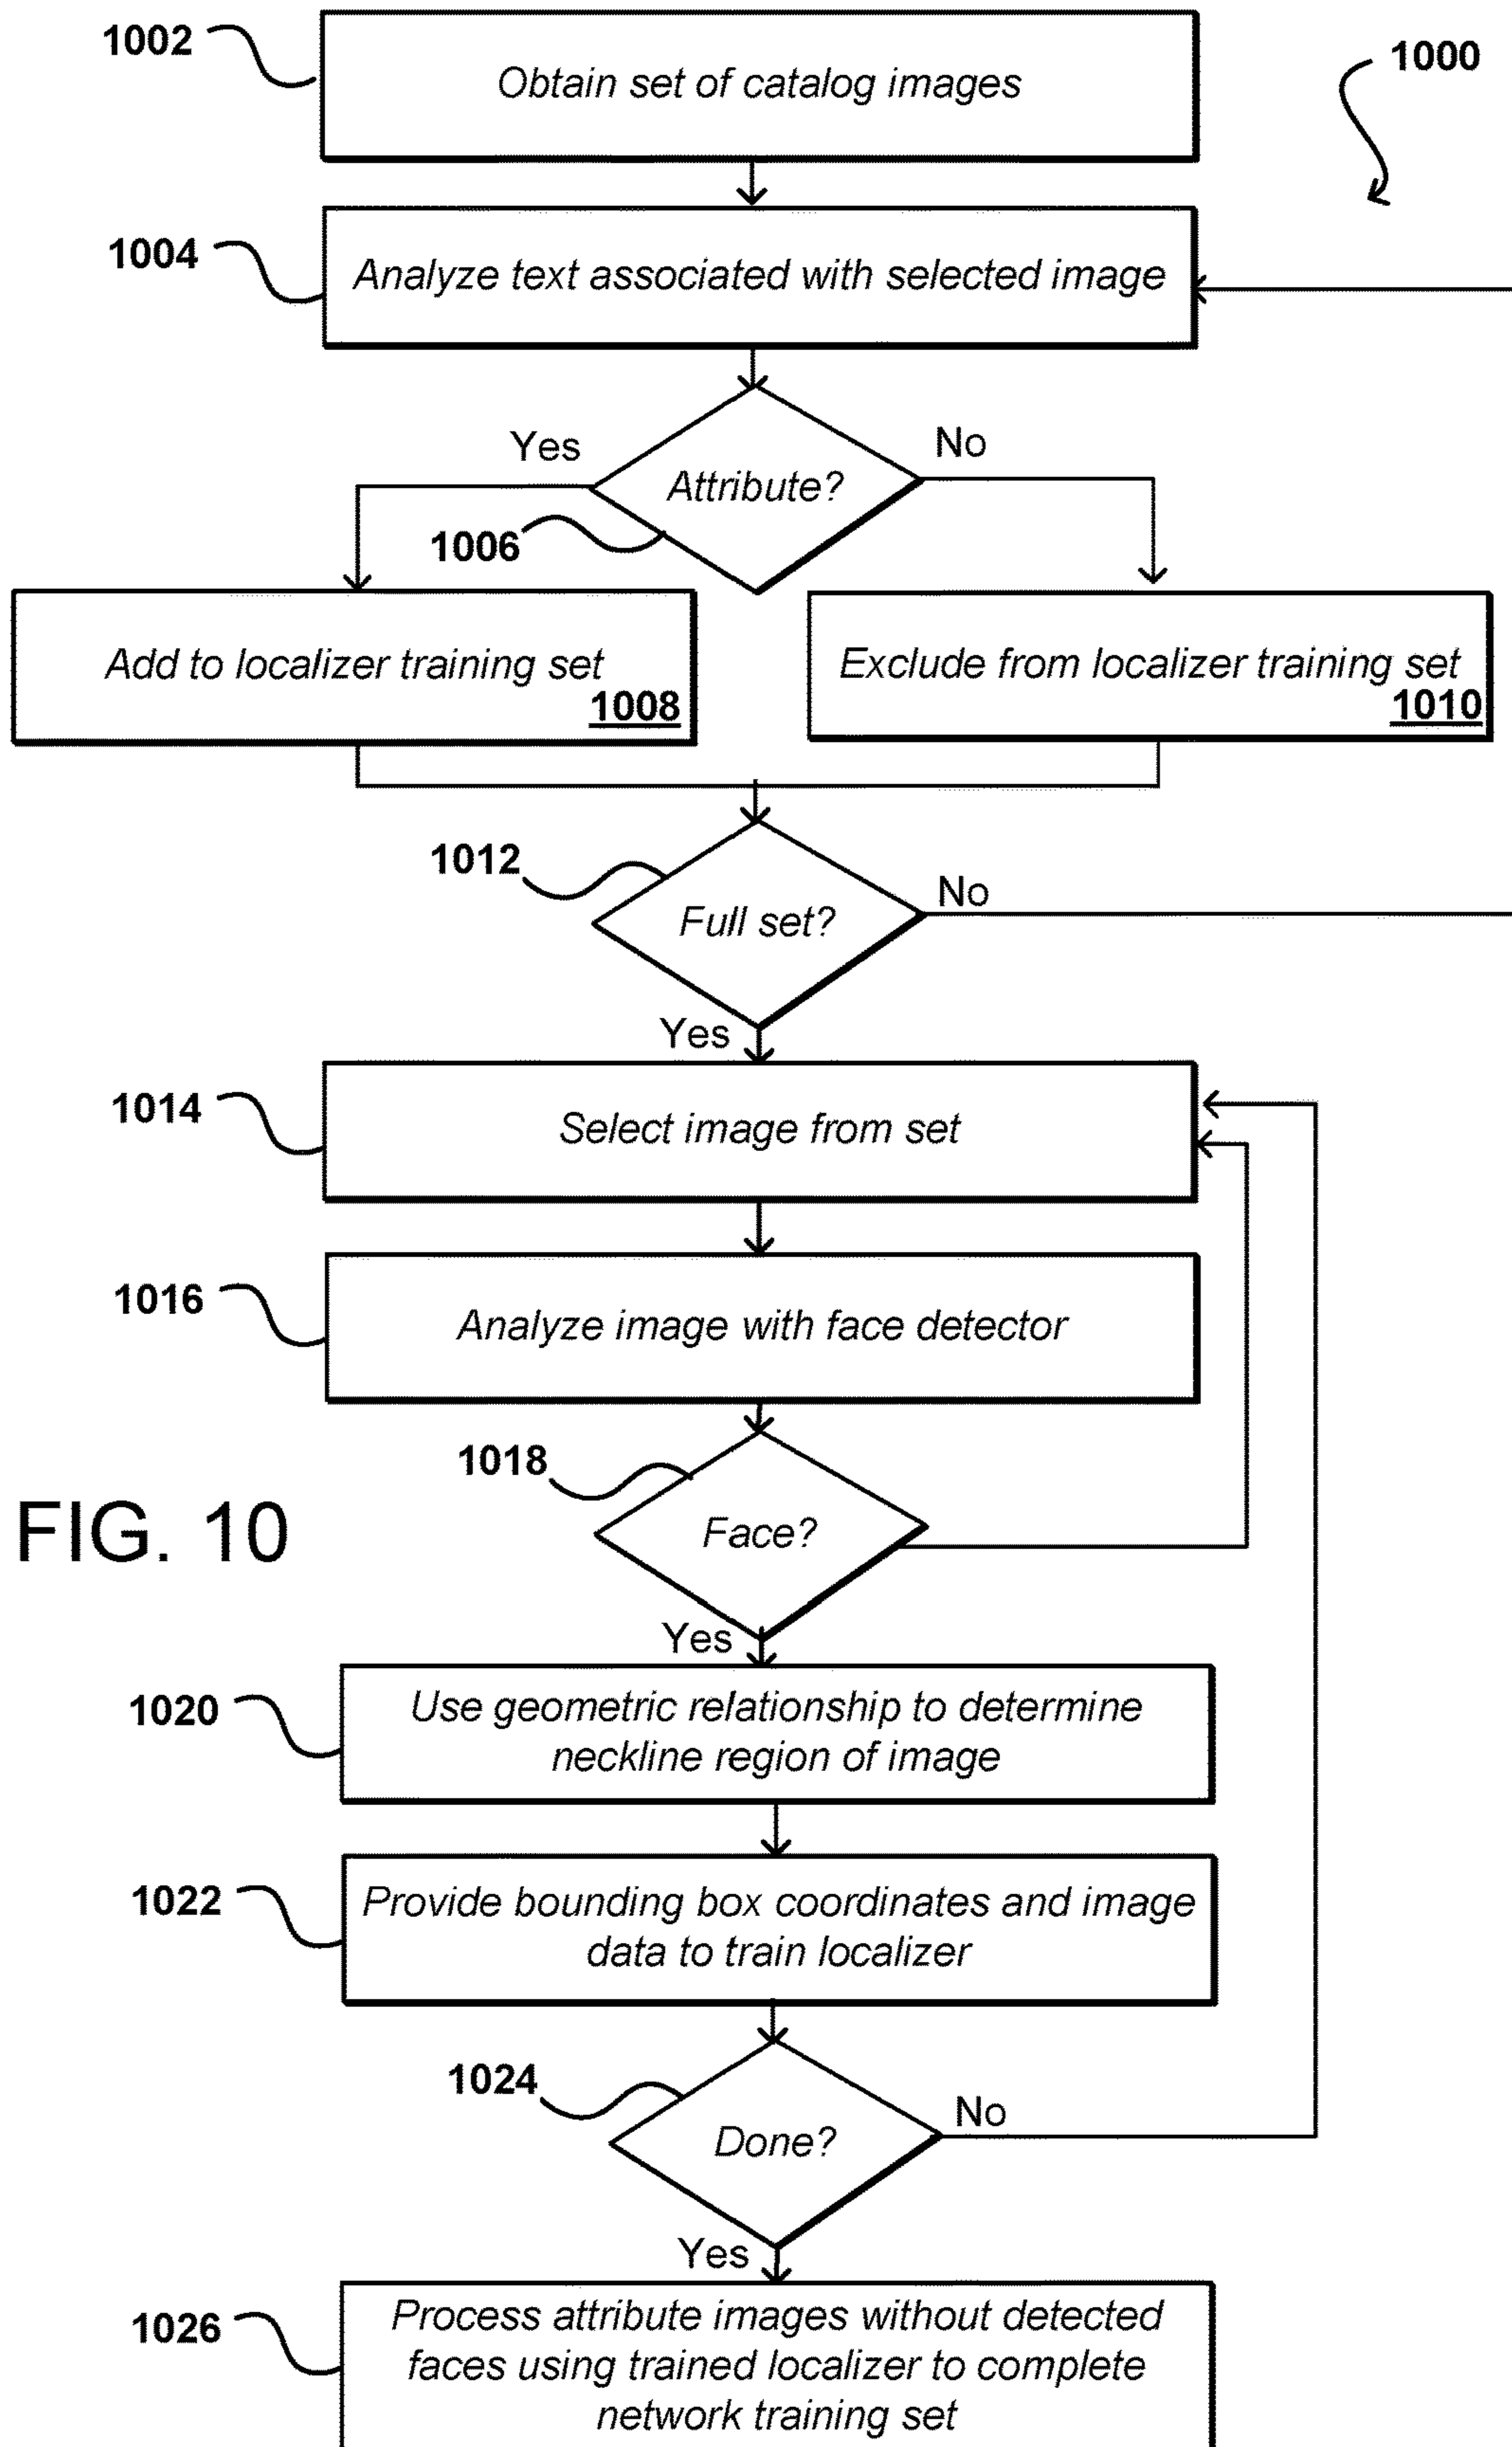 1002
Obtain set of catalog images
1000
1004
Analyze text associated with selected image
Yes
No
Attribute?
1006
Add to localizer training set
1008
Exclude from localizer training set
1010
1012
No
Full set?
Yes
1014
Select image from set
1016
Analyze image with face detector
1018
FIG. 10
Face?
Yes
1020
Use geometric relationship to determine
neckline region of image
1022
Provide bounding box coordinates and image
data to train localizer
1024
No
Done?
Yes
1026
Process attribute images without detected
faces using trained localizer to complete
network training set